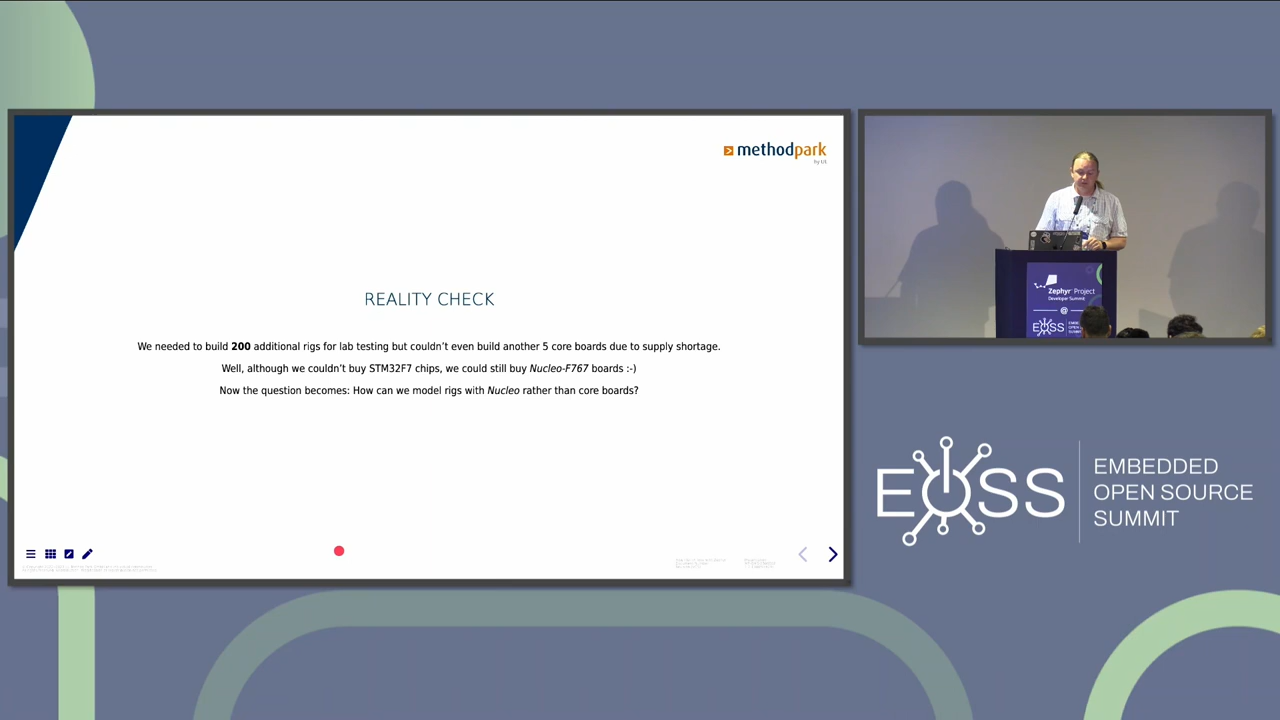 methodpark
REALITY CHECK
We needed to build 200 additional rigs for lab testing but couldn't even build another 5 core boards due to supply shortage.
Well, although we couldn't buy STM32F7 chips, we could still buy Nucleo-F767 boards :-)
Now the question becomes: How can we model rigs with Nucleo rather than core boards?
Zephyr Project
Developer Summit
@
EOSS
EMBEDDED
OPEN SOURCE
SUMMIT